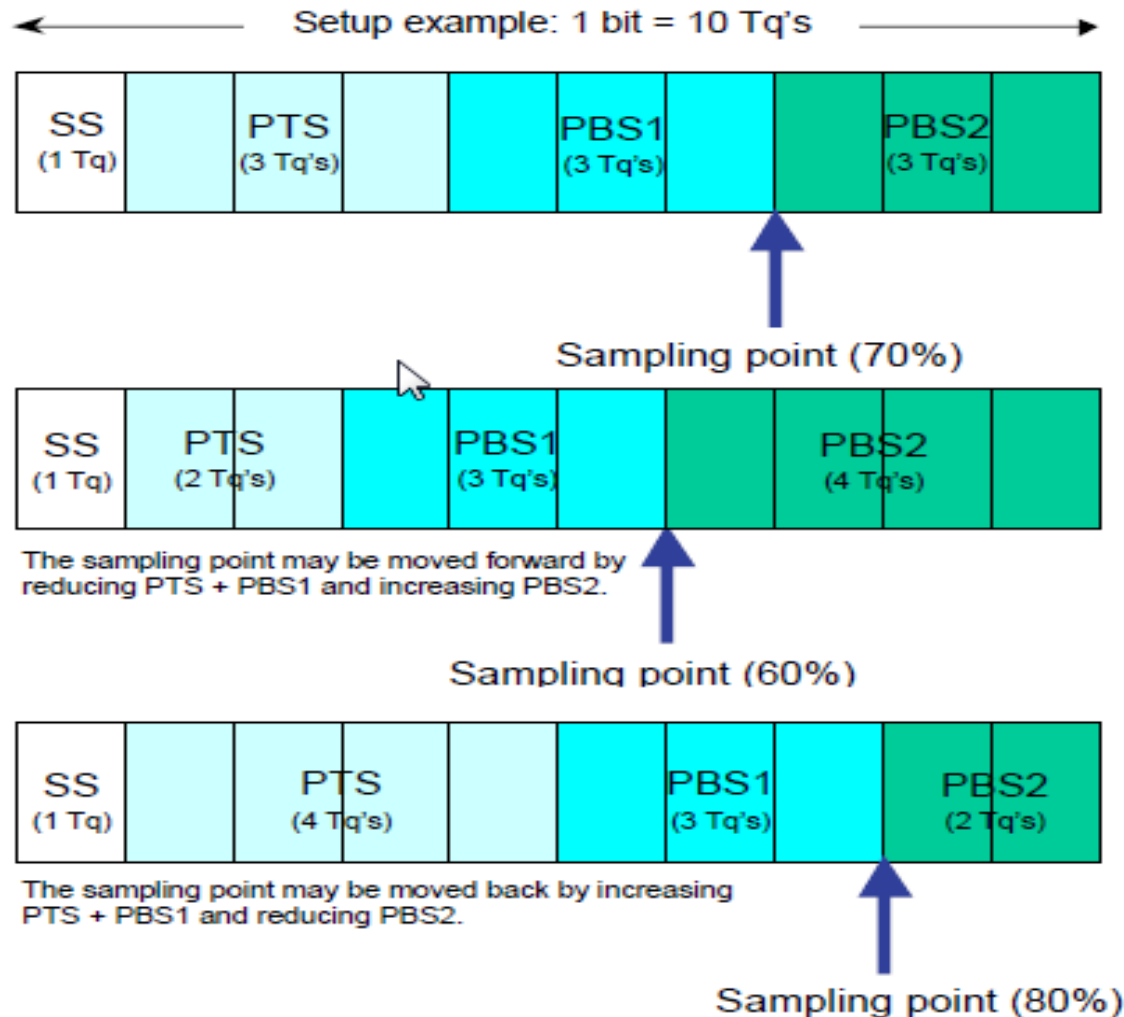 Setup example: 1 bit = 10 Tq's
SS PTS PBS1 PBS2
(1 Tq) (3 Tq's) (3 Tq's) (3 Tq's)
Sampling point (70%)
SS PTS PBS1 PBS2
(1 Tq) (2 Tq's) (3 Tq's) (4 Tq's)
The sampling point may be moved forward by
reducing PTS + PBS1 and increasing PBS2.
Sampling point (60%)
SS PTS PBS1 PBS2
(1 Tq) (4 Tq's) (3 Tq's) (2 Tq's)
The sampling point may be moved back by increasing
PTS + PBS1 and reducing PBS2.
Sampling point (80%)